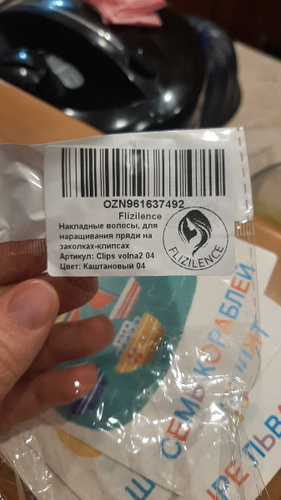 OZN961637492
Flizilence
Накладные волосы, для
наращивания пряди на
заколках-клипсах
Артикул: Clips volna2 04
Цвет: Каштановый 04
FLIZILENCE
СЕМЬ КОРАБЛЕЙ